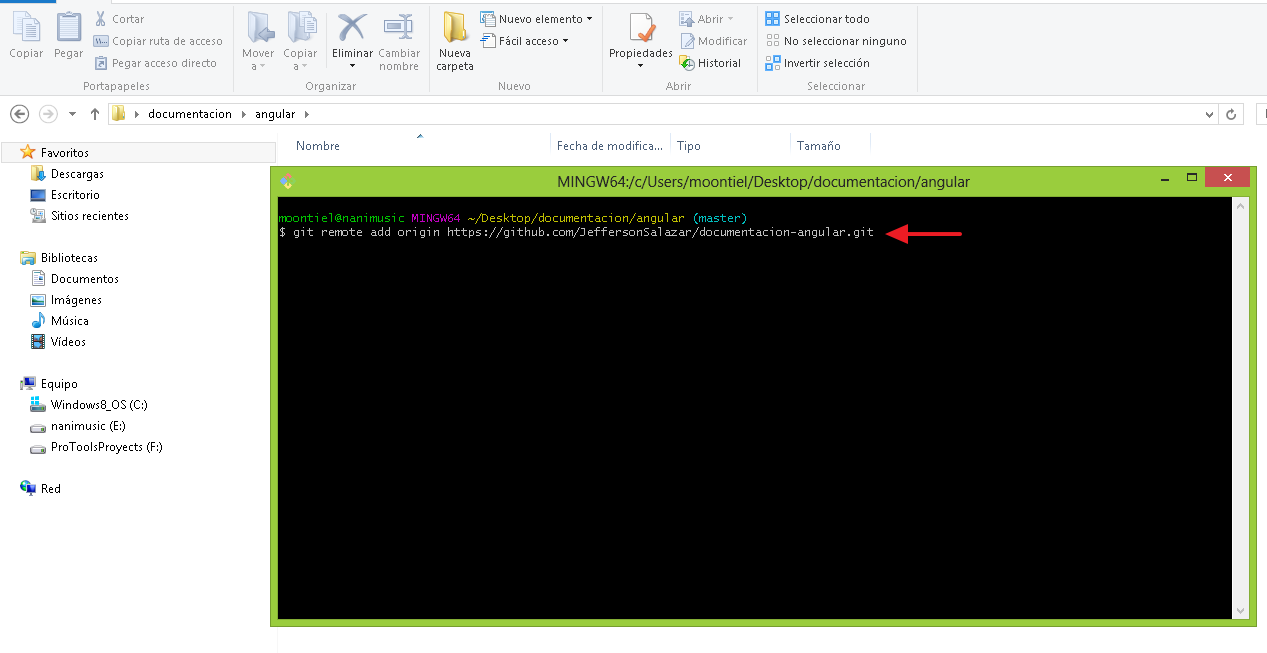 Copiar
Pegar
Cortar
Copiar ruta de acceso
Pegar acceso directo
Portapapeles
Mover a
Copiar a
Eliminar
Cambiar nombre
Organizar
Nueva carpeta
Nuevo elemento
Fácil acceso
Nuevo
Propiedades
Abrir
Modificar
Historial
Abrir
Seleccionar todo
No seleccionar ninguno
Invertir selección
Seleccionar
documentacion angular
Nombre Fecha de modifica... Tipo Tamaño
Favoritos
Descargas
Escritorio
Sitios recientes
Bibliotecas
Documentos
Imágenes
Música
Vídeos
Equipo
Windows8_OS (C:)
nanimusic (E:)
ProToolsProyects (F:)
Red
MINGW64:/c/Users/moontiel/Desktop/documentacion/angular
moontiel@nanimusic MINGW64 ~/Desktop/documentacion/angular (master)
$ git remote add origin https://github.com/JeffersonSalazar/documentacion-angular.git